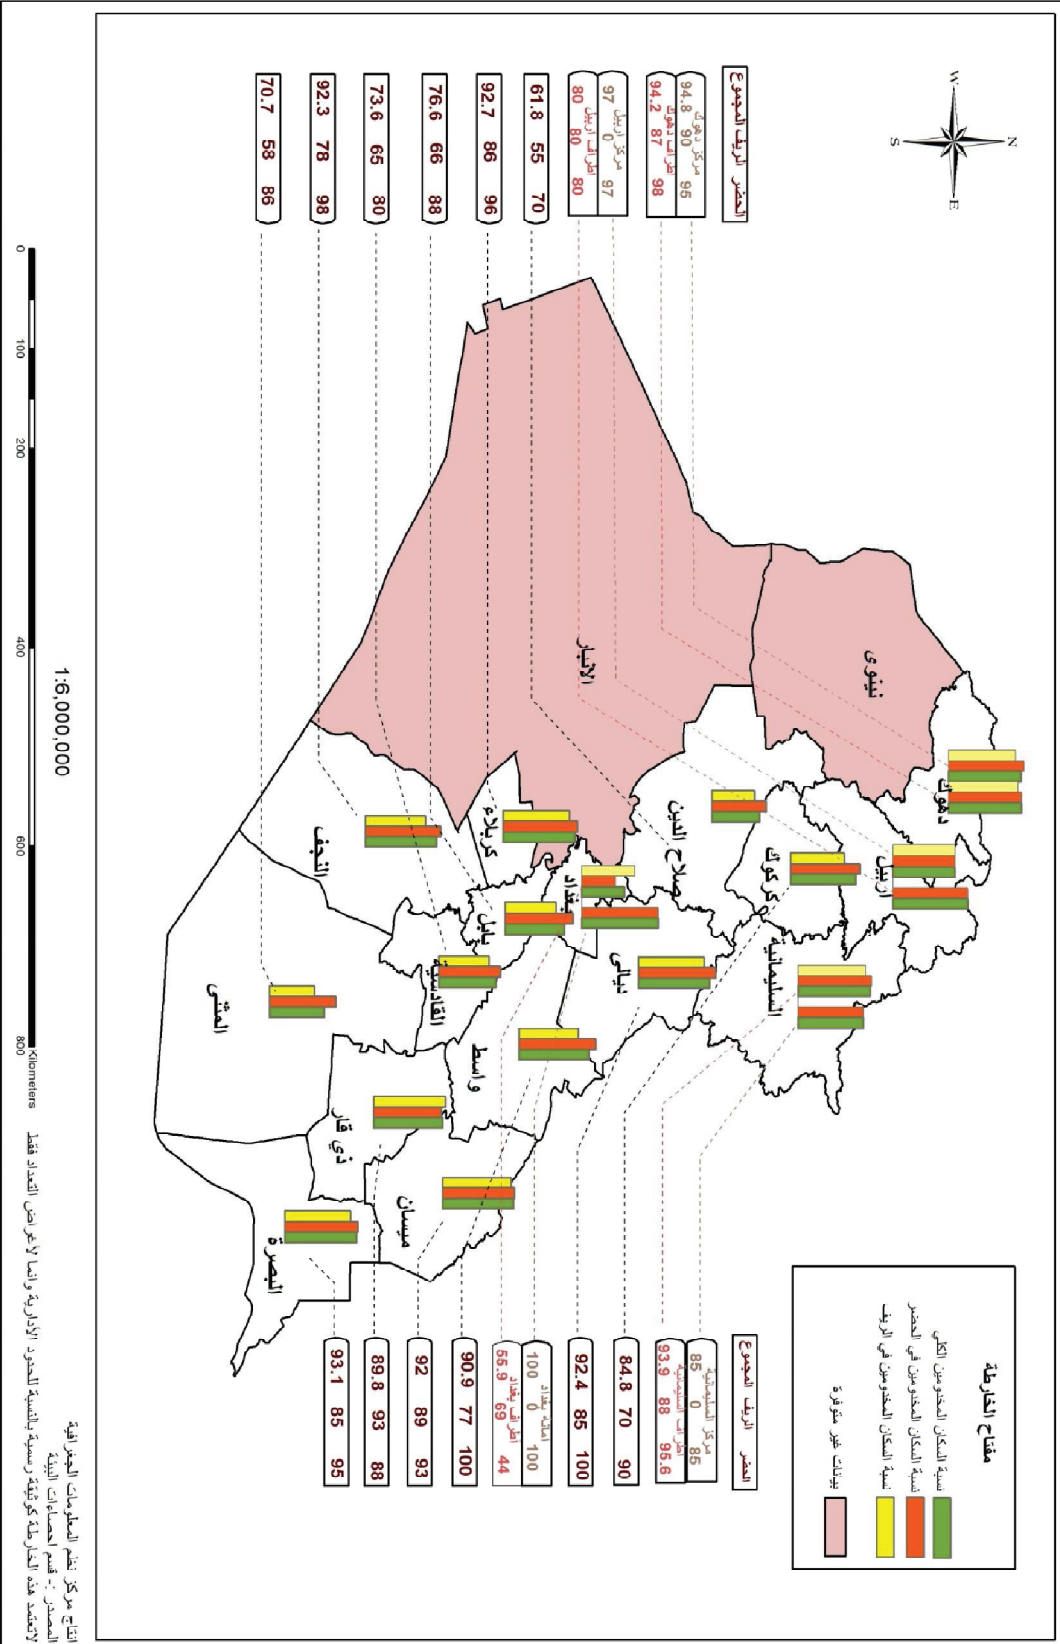 N
W
E
S
مفتاح الخارطة
نسبة السكان المخدومين الكلي
نسبة السكان المخدومين في الحضر
نسبة السكان المخدومين في الريف
بيانات غير متوفرة
الحضر الريف المجموع
مركز دهوك
94.8 90 95
اطراف دهوك
94.2 87 98
مركز اربيل
97 0 97
اطراف اربيل
80 80 80
61.8 55 70
92.7 86 96
76.6 66 88
73.6 65 80
92.3 78 98
70.7 58 86
الحضر الريف المجموع
مركز السليمانية
85 0 85
اطراف السليمانية
93.9 88 95.6
84.8 70 90
92.4 85 100
امانة بغداد
100 0 100
اطراف بغداد
55.9 69 44
90.9 77 100
92 89 93
89.8 93 88
93.1 85 95
دهوك
نينوى
اربيل
كركوك
السليمانية
صلاح الدين
ديالى
الانبار
بغداد
كربلاء
بابل
واسط
القادسية
النجف
ميسان
ذي قار
المثنى
البصرة
1:6,000,000
0 100 200 400 600 800
Kilometers
انتاج مركز نظم المعلومات الجغرافية
المصدر :- قسم احصاءات البيئة
لاتعتمد هذه الخارطة كوثيقة رسمية بالنسبة للحدود الادارية وانما لأغراض التعداد فقط